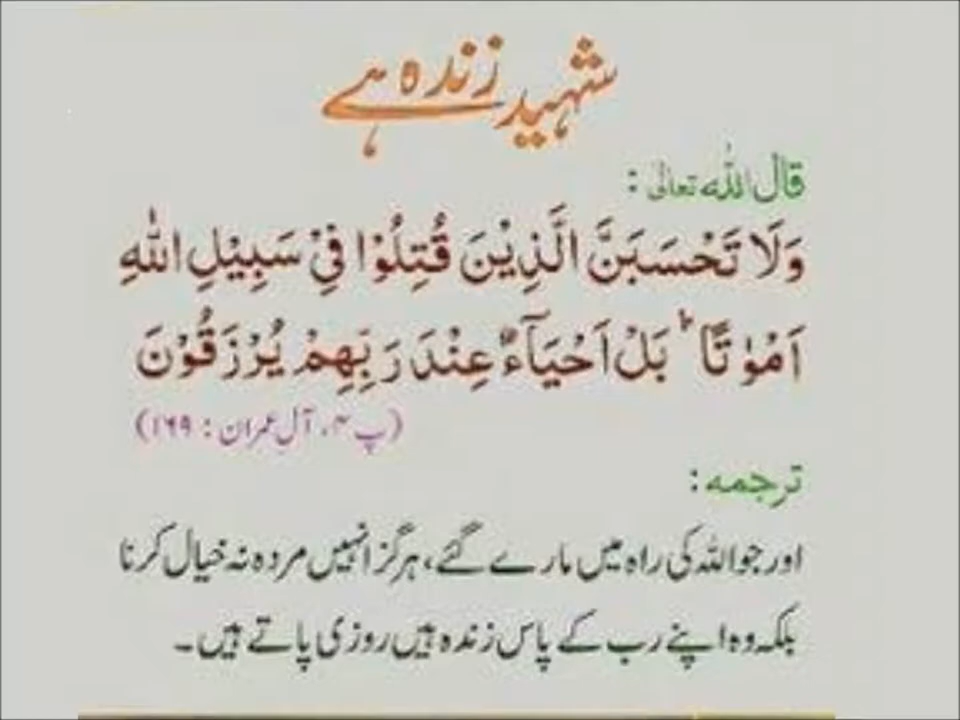 شہید زندہ ہے
قال اللہ تعالیٰ :
وَلَا تَحْسَبَنَّ الَّذِیْنَ قُتِلُوْا فِیْ سَبِیْلِ اللّٰهِ
اَمْوٰتًا ؕ بَلْ اَحْیَآءٌ عِنْدَ رَبِّهِمْ یُرْزَقُوْنَ
(پ ۴، آلِ عمران : ۱۶۹)
ترجمہ :
اور جو اللہ کی راہ میں مارے گئے، ہرگز انہیں مردہ نہ خیال کرنا
بلکہ وہ اپنے رب کے پاس زندہ ہیں روزی پاتے ہیں۔